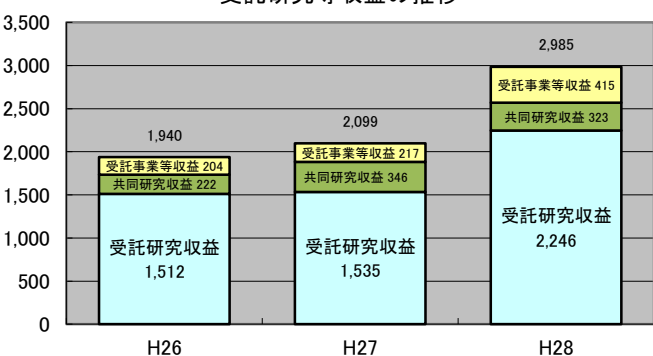 受託研究等収益の推移
3,500
3,000
2,500
2,000
1,500
1,000
500
0
1,940
受託事業等収益 204
共同研究収益 222
受託研究収益
1,512
2,099
受託事業等収益 217
共同研究収益 346
受託研究収益
1,535
2,985
受託事業等収益 415
共同研究収益 323
受託研究収益
2,246
H26
H27
H28